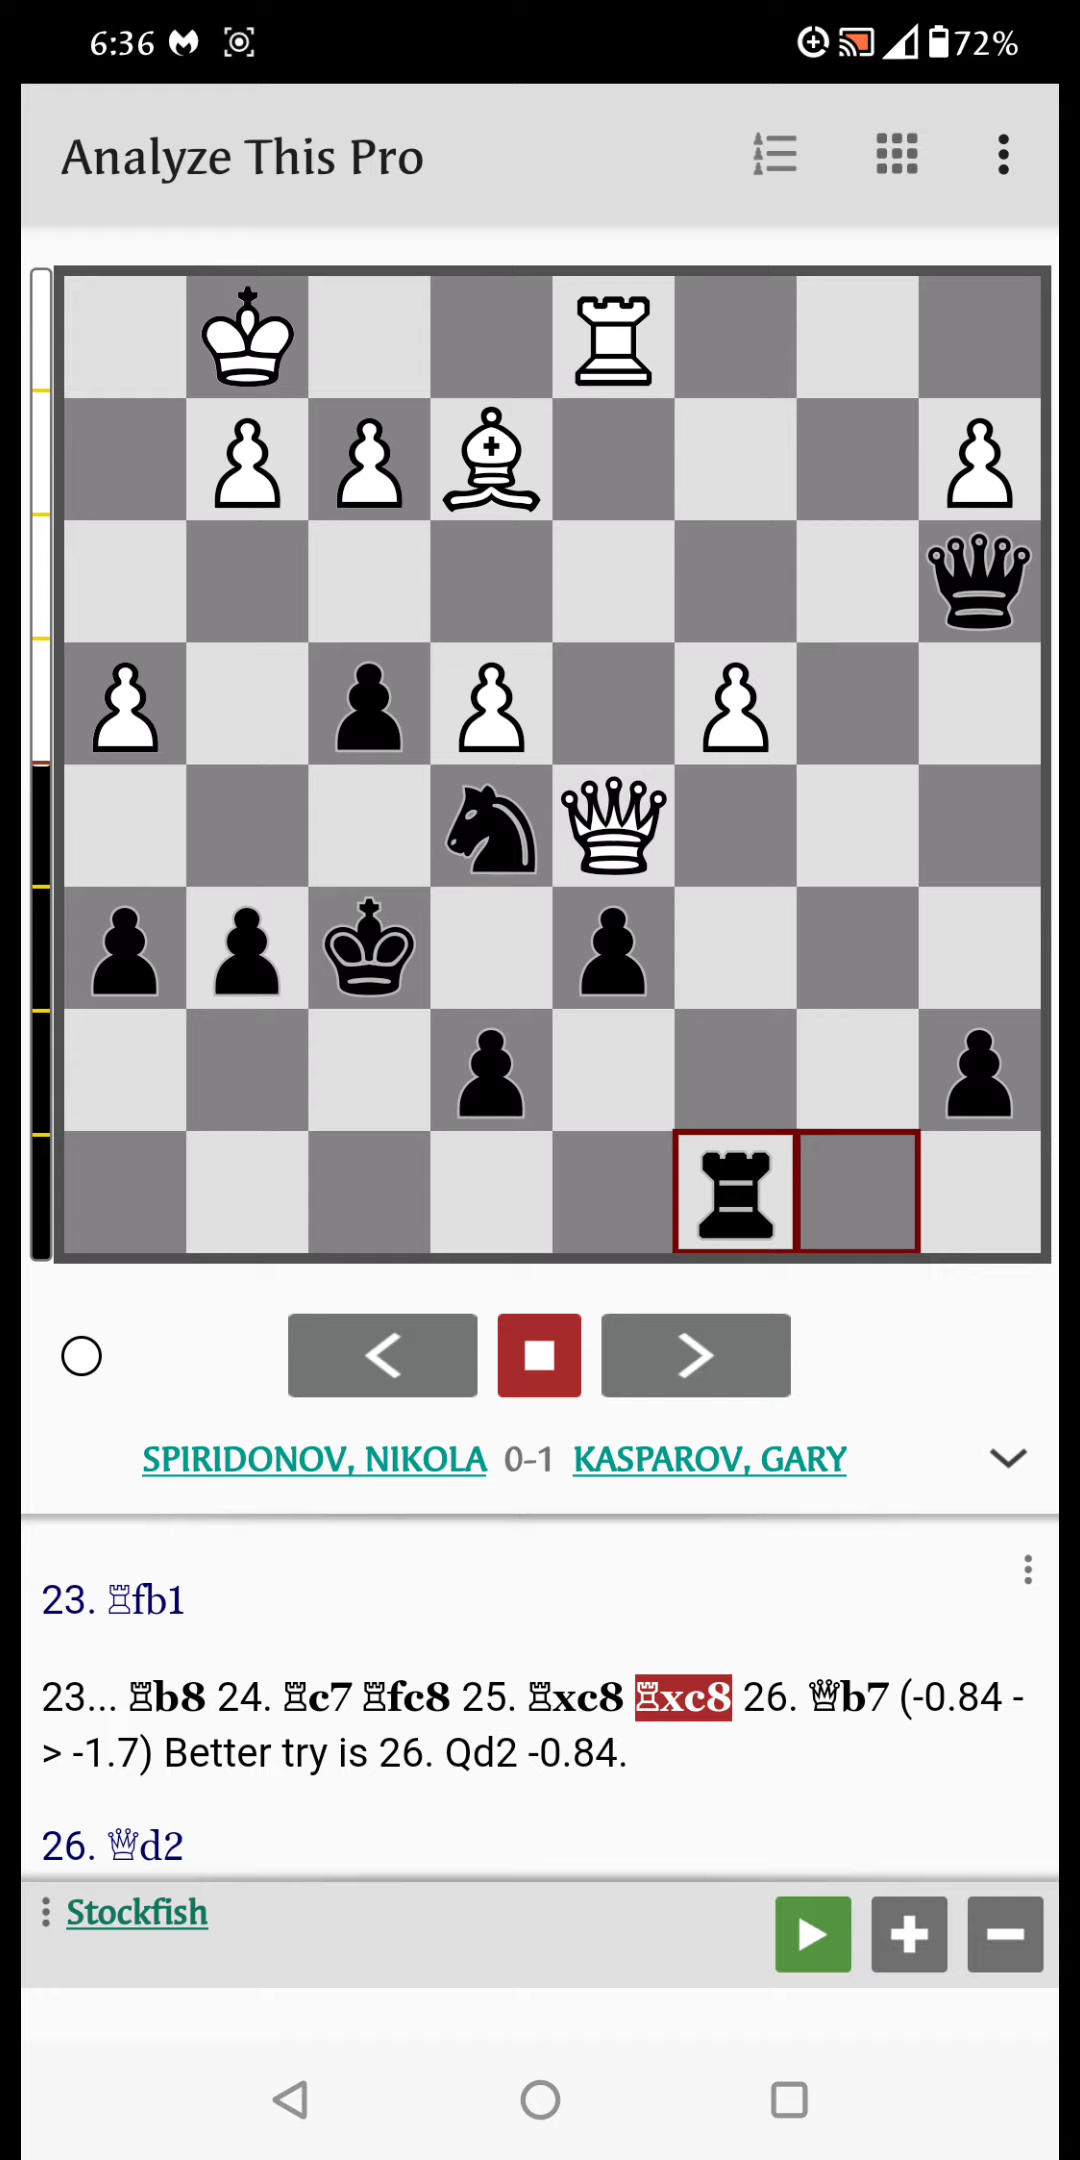 6:36 72%
Analyze This Pro
SPIRIDONOV, NIKOLA 0-1 KASPAROV, GARY
23. ♖fb1
23... ♖b8 24. ♖c7 ♖fc8 25. ♖xc8 ♖xc8 26. ♕b7 (-0.84 -
> -1.7) Better try is 26. Qd2 -0.84.
26. ♕d2
Stockfish